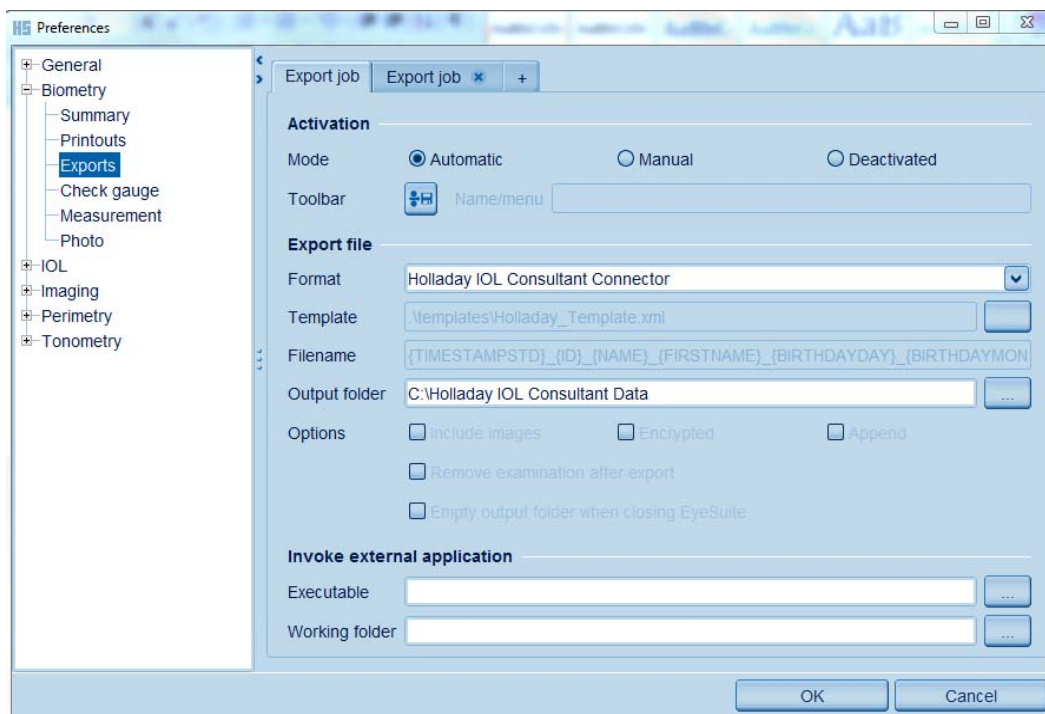 HS Preferences
General
Biometry
Summary
Printouts
Exports
Check gauge
Measurement
Photo
IOL
Imaging
Perimetry
Tonometry
Export job Export job +
Activation
Mode Automatic Manual Deactivated
Toolbar Name/menu
Export file
Format Holladay IOL Consultant Connector
Template .\templates\Holladay_Template.xml
Filename {TIMESTAMPSTD}_{ID}_{NAME}_{FIRSTNAME}_{BIRTHDAYDAY}_{BIRTHDAYMON
Output folder C:\Holladay IOL Consultant Data ...
Options Include images Encrypted Append
Remove examination after export
Empty output folder when closing EyeSuite
Invoke external application
Executable ...
Working folder ...
OK Cancel